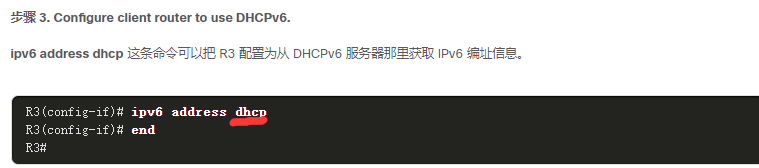 步骤 3. Configure client router to use DHCPv6.
ipv6 address dhcp 这条命令可以把 R3 配置为从 DHCPv6 服务器那里获取 IPv6 编址信息。
R3(config-if)# ipv6 address dhcp
R3(config-if)# end
R3#